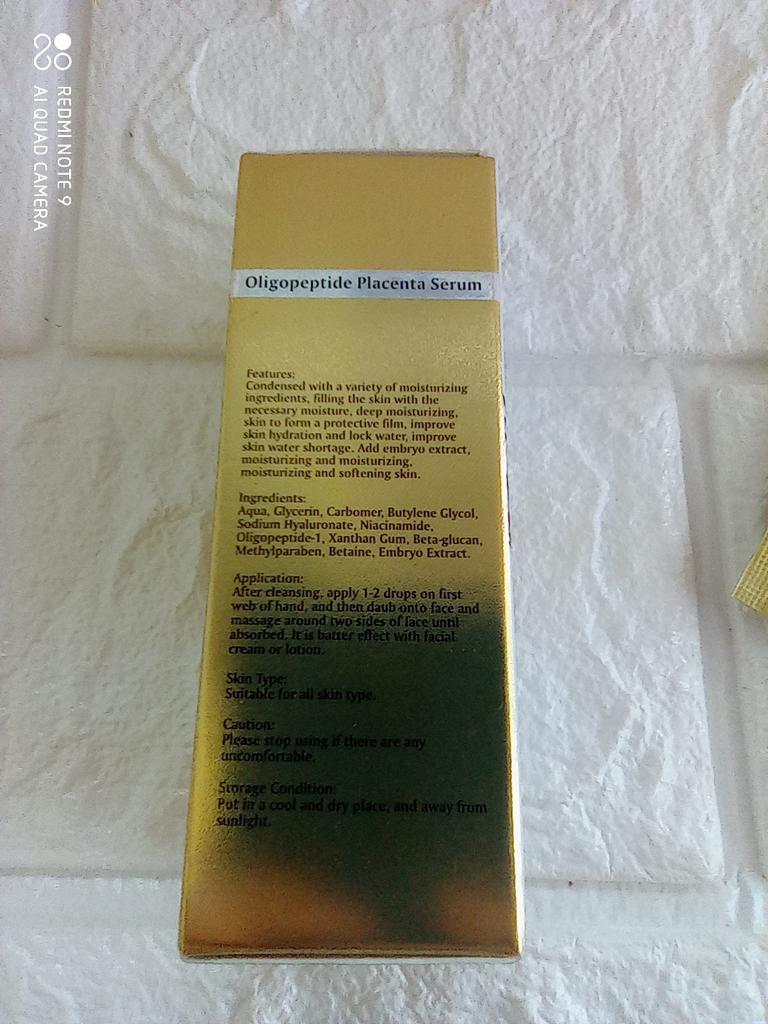 REDMI NOTE 9
AI QUAD CAMERA
Oligopeptide Placenta Serum
Features:
Condensed with a variety of moisturizing
ingredients, filling the skin with the
necessary moisture, deep moisturizing,
skin to form a protective film, improve
skin hydration and lock water, improve
skin water shortage. Add embryo extract,
moisturizing and moisturizing,
moisturizing and softening skin.
Ingredients:
Aqua, Glycerin, Carbomer, Butylene Glycol,
Sodium Hyaluronate, Niacinamide,
Oligopeptide-1, Xanthan Gum, Beta-glucan,
Methylparaben, Betaine, Embryo Extract.
Application:
After cleansing, apply 1-2 drops on first
web of hand, and then daub onto face and
massage around two sides of face until
absorbed. It is batter effect with facial
cream or lotion.
Skin Type:
Suitable for all skin type.
Caution:
Please stop using if there are any
uncomfortable.
Storage Condition:
Put in a cool and dry place, and away from
sunlight.